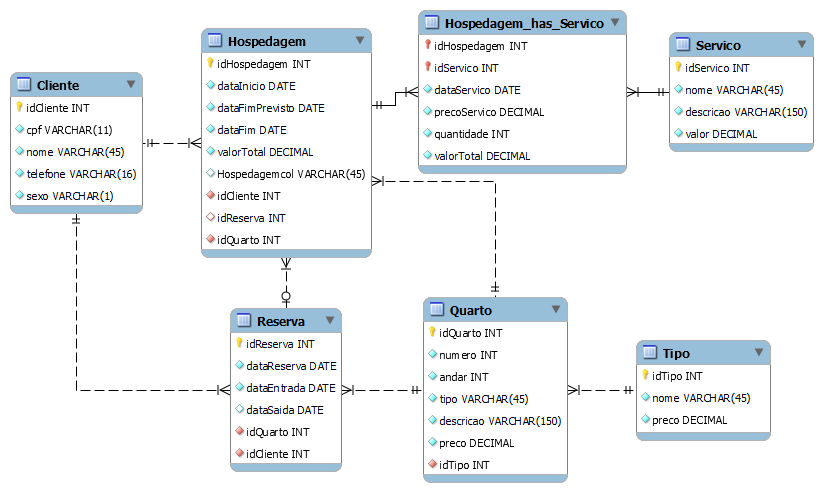 Cliente
idCliente INT
cpf VARCHAR(11)
nome VARCHAR(45)
telefone VARCHAR(16)
sexo VARCHAR(1)
Hospedagem
idHospedagem INT
dataInicio DATE
dataFimPrevisto DATE
dataFim DATE
valorTotal DECIMAL
Hospedagemcol VARCHAR(45)
idCliente INT
idReserva INT
idQuarto INT
Hospedagem_has_Servico
idHospedagem INT
idServico INT
dataServico DATE
precoServico DECIMAL
quantidade INT
valorTotal DECIMAL
Servico
idServico INT
nome VARCHAR(45)
descricao VARCHAR(150)
valor DECIMAL
Reserva
idReserva INT
dataReserva DATE
dataEntrada DATE
dataSaida DATE
idQuarto INT
idCliente INT
Quarto
idQuarto INT
numero INT
andar INT
tipo VARCHAR(45)
descricao VARCHAR(150)
preco DECIMAL
idTipo INT
Tipo
idTipo INT
nome VARCHAR(45)
preco DECIMAL